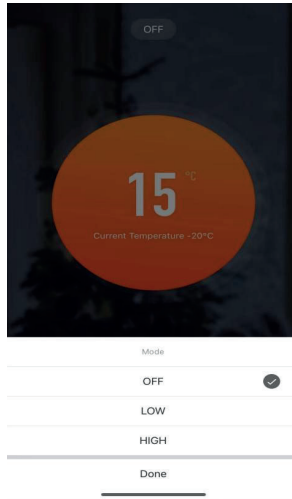 OFF
15 °C
Current Temperature -20°C
Mode
OFF
LOW
HIGH
Done